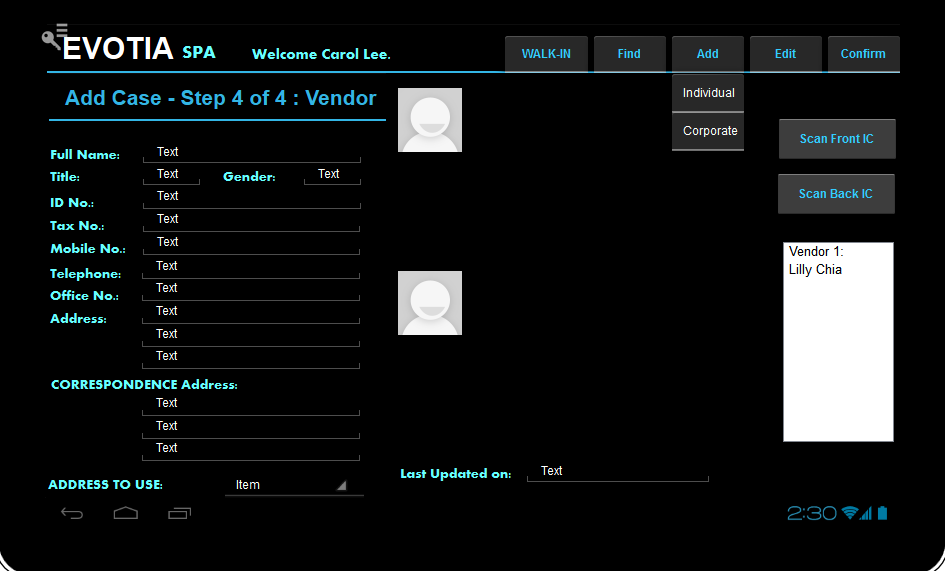 EVOTIA SPA Welcome Carol Lee. WALK-IN Find Add Edit Confirm
Add Case - Step 4 of 4 : Vendor
Individual
Corporate
Scan Front IC
Scan Back IC
Full Name: Text
Title: Text Gender: Text
ID No.: Text
Tax No.: Text
Mobile No.: Text
Telephone: Text
Office No.: Text
Address: Text
Text
Text
Vendor 1:
Lilly Chia
CORRESPONDENCE Address:
Text
Text
Text
Last Updated on: Text
ADDRESS TO USE: Item
2:30